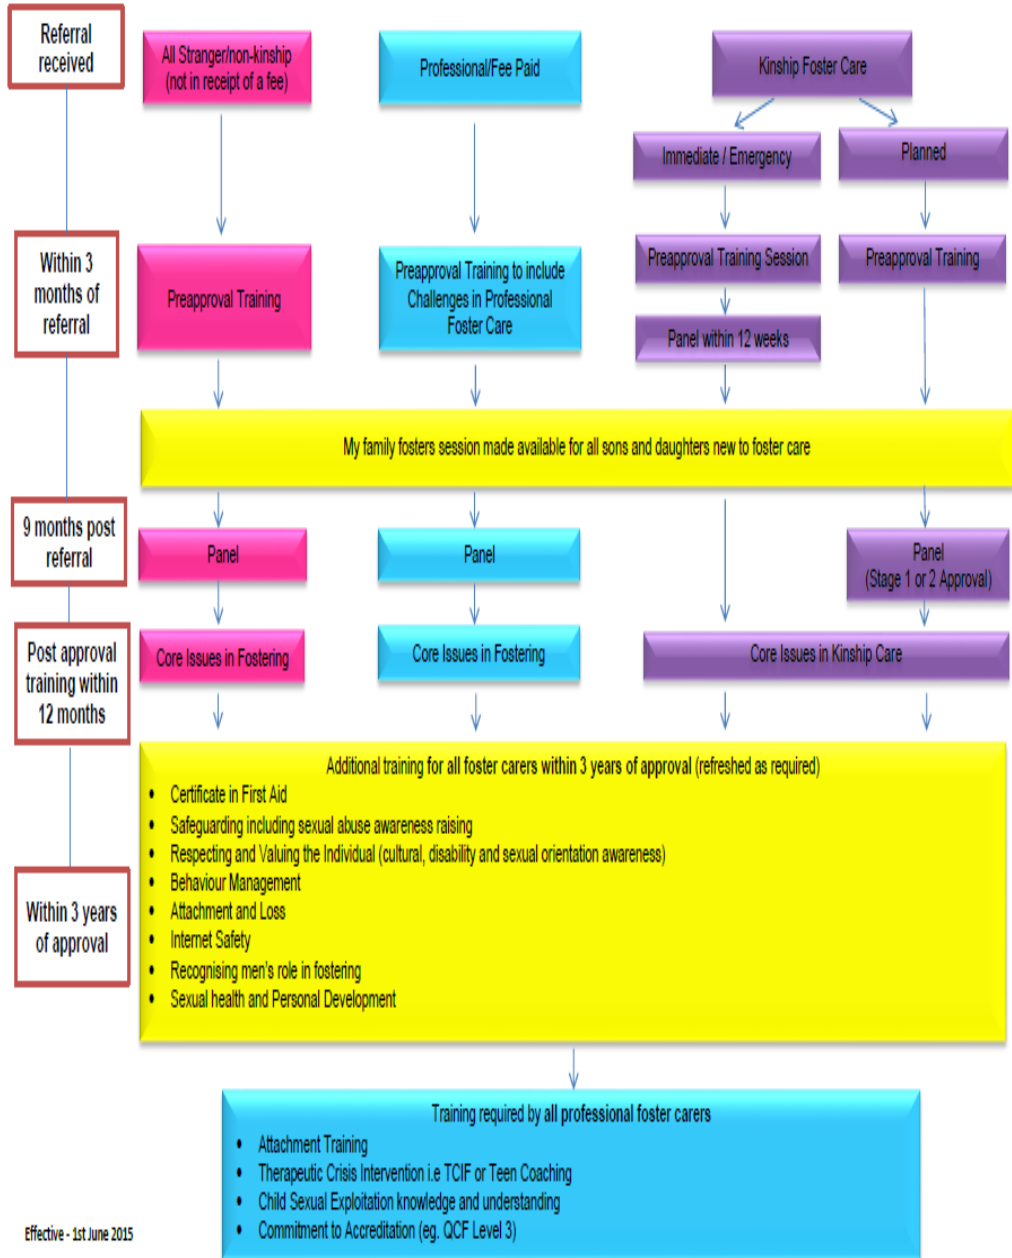 Referral
received
All Stranger/non-kinship
(not in receipt of a fee)
Professional/Fee Paid
Kinship Foster Care
Immediate / Emergency
Planned
Within 3
months of
referral
Preapproval Training
Preapproval Training to include
Challenges in Professional
Foster Care
Preapproval Training Session
Preapproval Training
Panel within 12 weeks
My family fosters session made available for all sons and daughters new to foster care
9 months post
referral
Panel
Panel
Panel
(Stage 1 or 2 Approval)
Post approval
training within
12 months
Core Issues in Fostering
Core Issues in Fostering
Core Issues in Kinship Care
Within 3 years
of approval
Additional training for all foster carers within 3 years of approval (refreshed as required)
• Certificate in First Aid
• Safeguarding including sexual abuse awareness raising
• Respecting and Valuing the Individual (cultural, disability and sexual orientation awareness)
• Behaviour Management
• Attachment and Loss
• Internet Safety
• Recognising men's role in fostering
• Sexual health and Personal Development
Training required by all professional foster carers
• Attachment Training
• Therapeutic Crisis Intervention i.e TCIF or Teen Coaching
• Child Sexual Exploitation knowledge and understanding
• Commitment to Accreditation (eg. QCF Level 3)
Effective - 1st June 2015